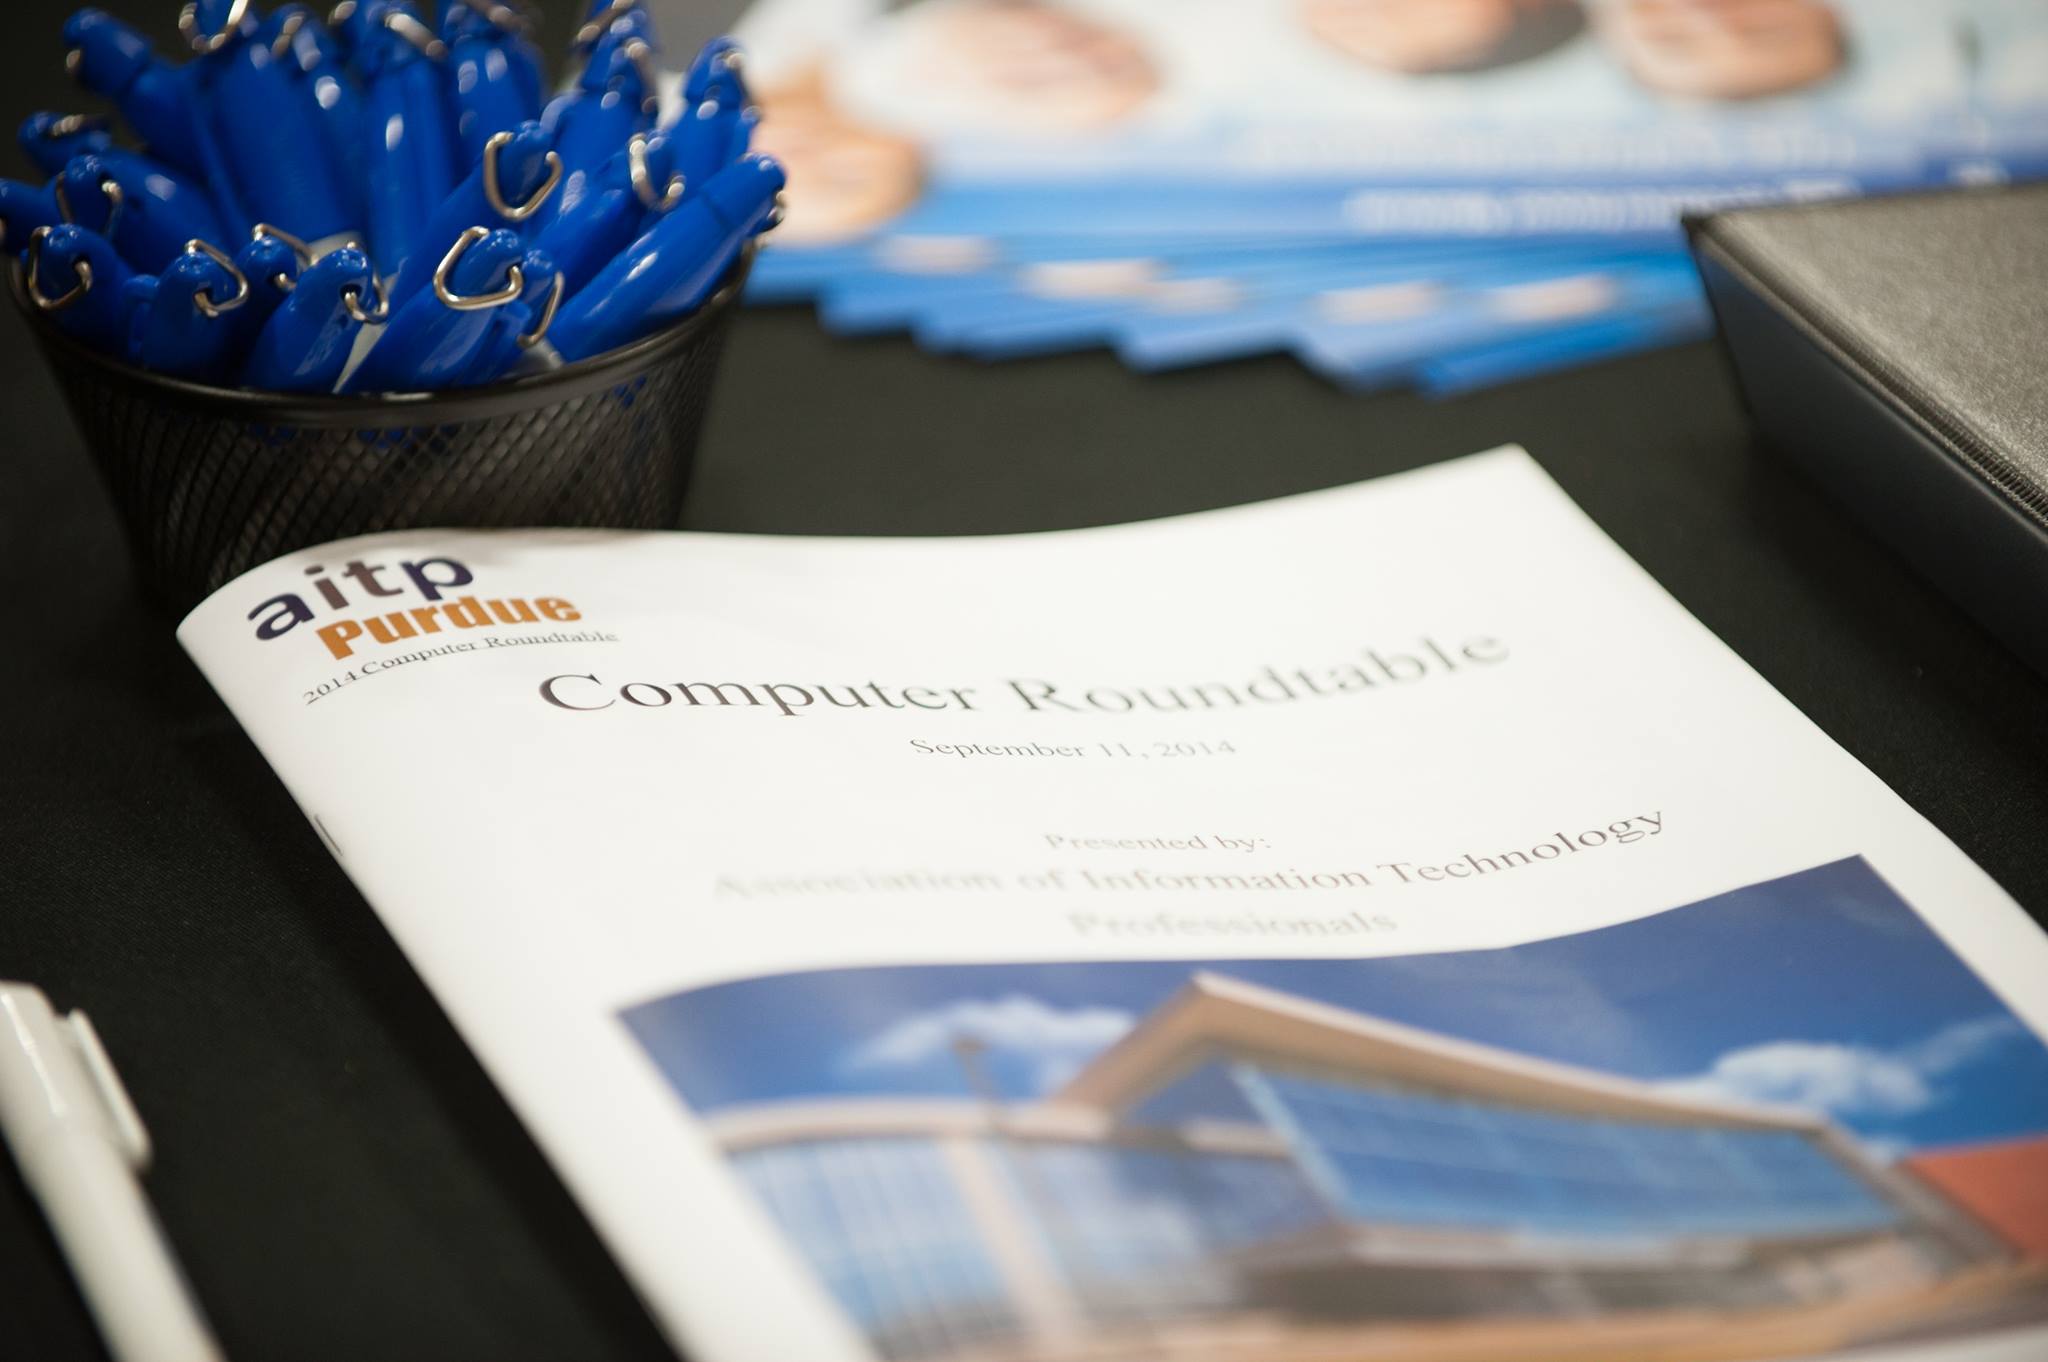 aitp
Purdue
2014 Computer Roundtable
Computer Roundtable
September 11, 2014
Presented by:
Association of Information Technology
Professionals